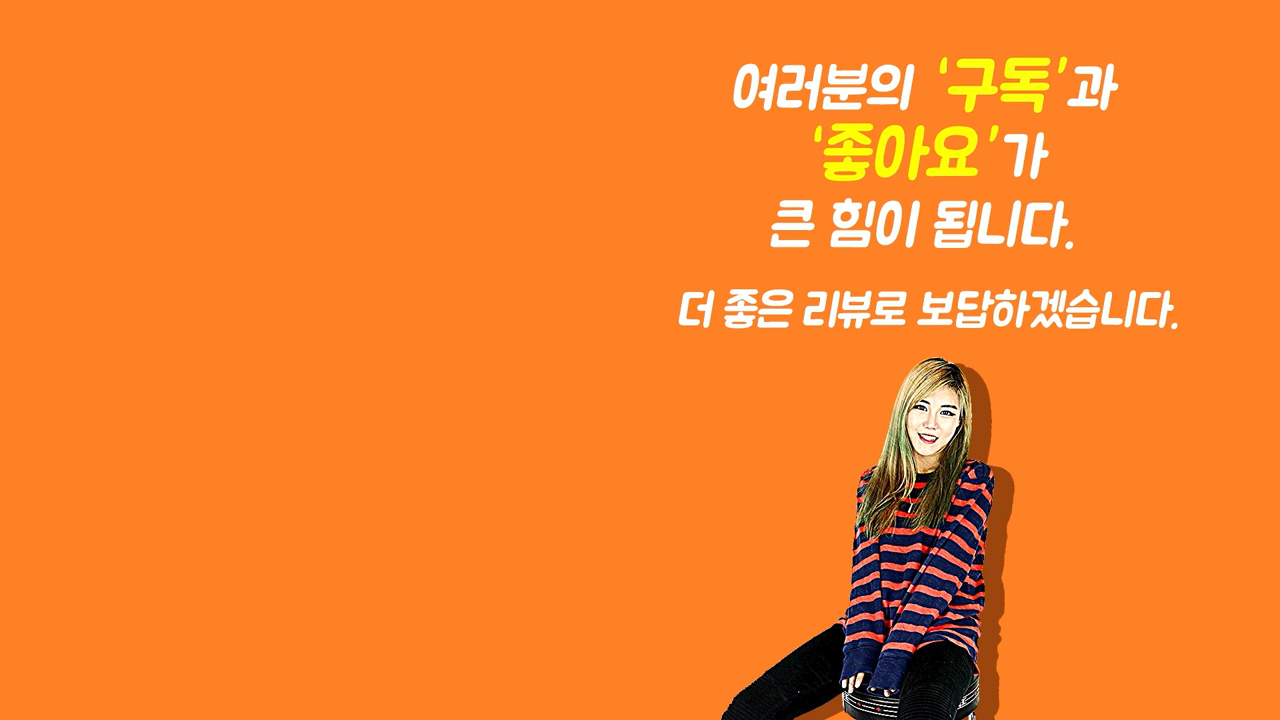 여러분의 ‘구독’과
‘좋아요’가
큰 힘이 됩니다.
더 좋은 리뷰로 보답하겠습니다.